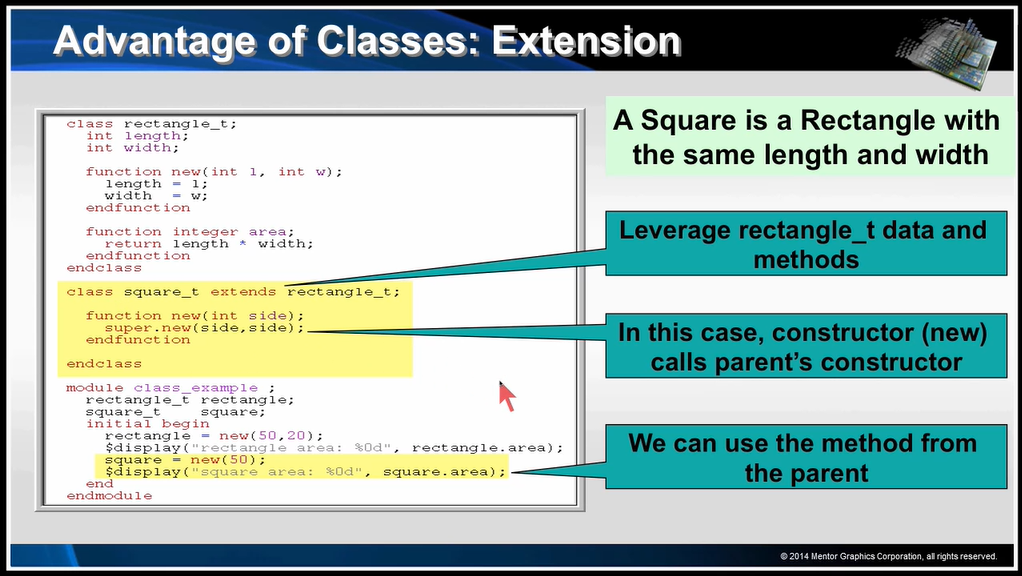 Advantage of Classes: Extension
class rectangle_t;
int length;
int width;
function new(int l, int w);
length = l;
width = w;
endfunction
function integer area;
return length * width;
endfunction
endclass
class square_t extends rectangle_t;
function new(int side);
super.new(side,side);
endfunction
endclass
module class_example ;
rectangle_t rectangle;
square_t square;
initial begin
rectangle = new(50,20);
$display("rectangle area: %0d", rectangle.area);
square = new(50);
$display("square area: %0d", square.area);
end
endmodule
A Square is a Rectangle with
the same length and width
Leverage rectangle_t data and
methods
In this case, constructor (new)
calls parent's constructor
We can use the method from
the parent
© 2014 Mentor Graphics Corporation, all rights reserved.